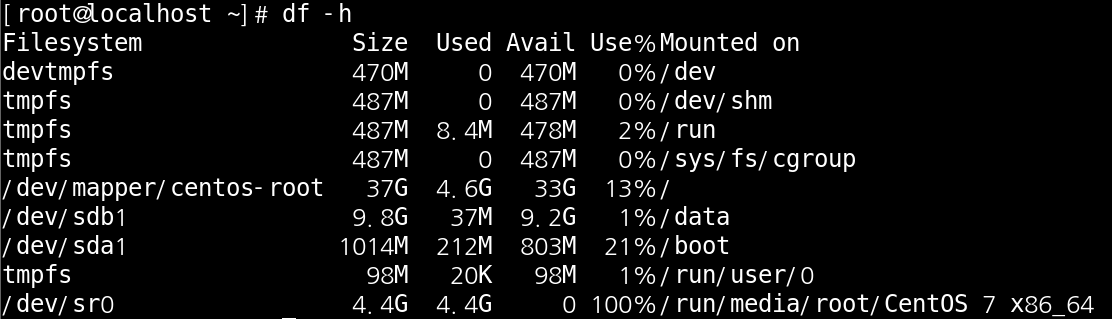 [root@localhost ~]# df -h
Filesystem               Size  Used Avail Use% Mounted on
devtmpfs                 470M     0  470M   0% /dev
tmpfs                    487M     0  487M   0% /dev/shm
tmpfs                    487M  8.4M  478M   2% /run
tmpfs                    487M     0  487M   0% /sys/fs/cgroup
/dev/mapper/centos-root   37G  4.6G   33G  13% /
/dev/sdb1                9.8G   37M  9.2G   1% /data
/dev/sda1               1014M  212M  803M  21% /boot
tmpfs                     98M   20K   98M   1% /run/user/0
/dev/sr0                 4.4G  4.4G     0 100% /run/media/root/CentOS 7 x86_64